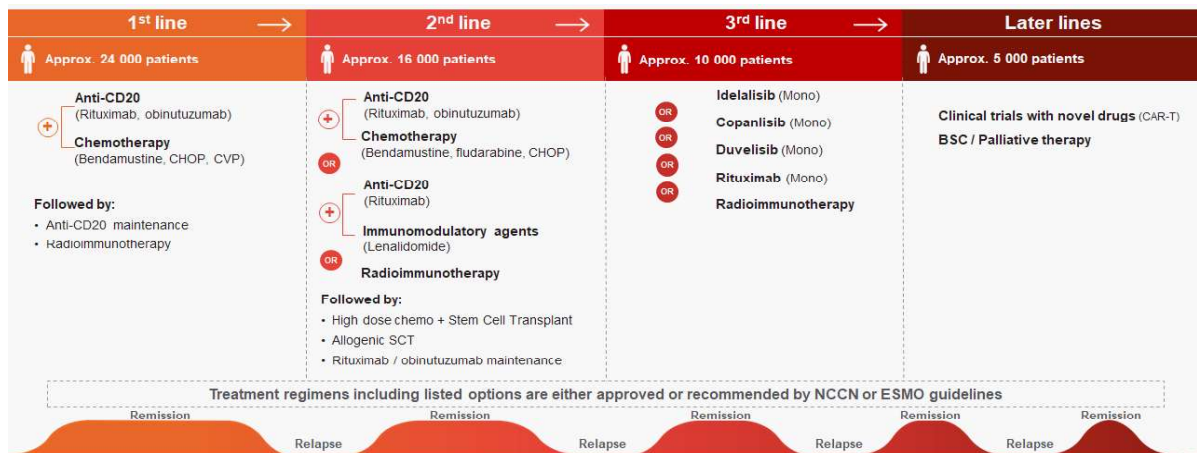 1st line
Approx. 24 000 patients
+
Anti-CD20
(Rituximab, obinutuzumab)
Chemotherapy
(Bendamustine, CHOP, CVP)
Followed by:
• Anti-CD20 maintenance
• Radioimmunotherapy
2nd line
Approx. 16 000 patients
+
Anti-CD20
(Rituximab, obinutuzumab)
Chemotherapy
(Bendamustine, fludarabine, CHOP)
OR
+
Anti-CD20
(Rituximab)
Immunomodulatory agents
(Lenalidomide)
OR
Radioimmunotherapy
Followed by:
• High dose chemo + Stem Cell Transplant
• Allogenic SCT
• Rituximab / obinutuzumab maintenance
3rd line
Approx. 10 000 patients
Idelalisib (Mono)
OR
Copanlisib (Mono)
OR
Duvelisib (Mono)
OR
Rituximab (Mono)
OR
Radioimmunotherapy
Later lines
Approx. 5 000 patients
Clinical trials with novel drugs (CAR-T)
BSC / Palliative therapy
Treatment regimens including listed options are either approved or recommended by NCCN or ESMO guidelines
Remission
Relapse
Remission
Relapse
Remission
Relapse
Remission
Relapse
Remission